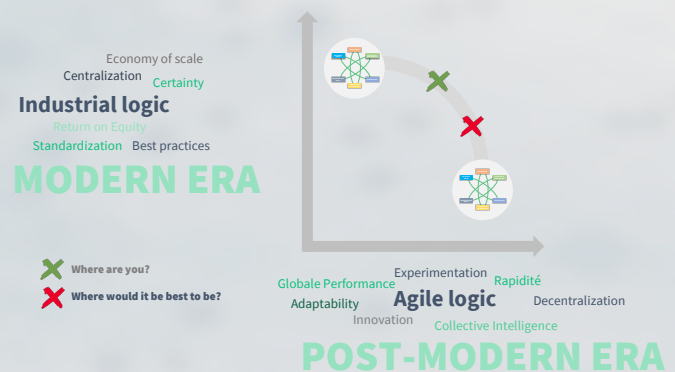 Economy of scale
Centralization
Certainty
Industrial logic
Return on Equity
Standardization
Best practices
MODERN ERA
Where are you?
Where would it be best to be?
Experimentation
Globale Performance
Rapidité
Adaptability
Agile logic
Decentralization
Innovation
Collective Intelligence
POST-MODERN ERA